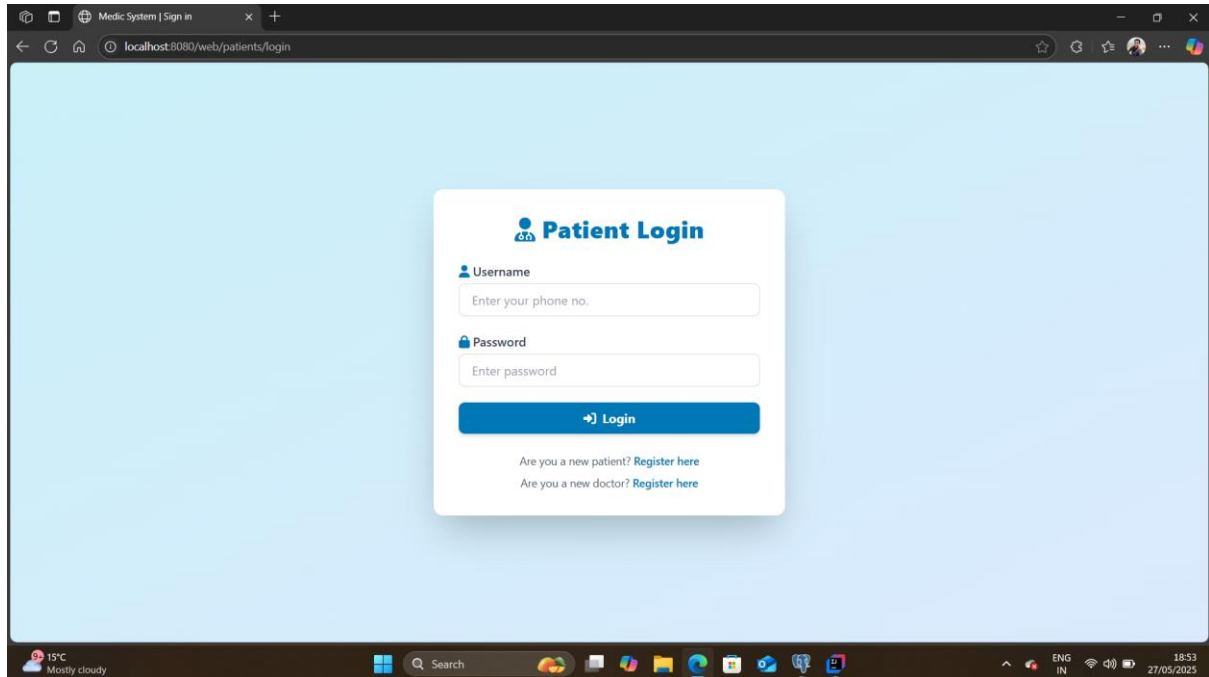 Medic System | Sign in
localhost:8080/web/patients/login
Patient Login
Username
Enter your phone no.
Password
Enter password
Login
Are you a new patient? Register here
Are you a new doctor? Register here
9+
15°C
Mostly cloudy
Search
ENG
IN
18:53
27/05/2025